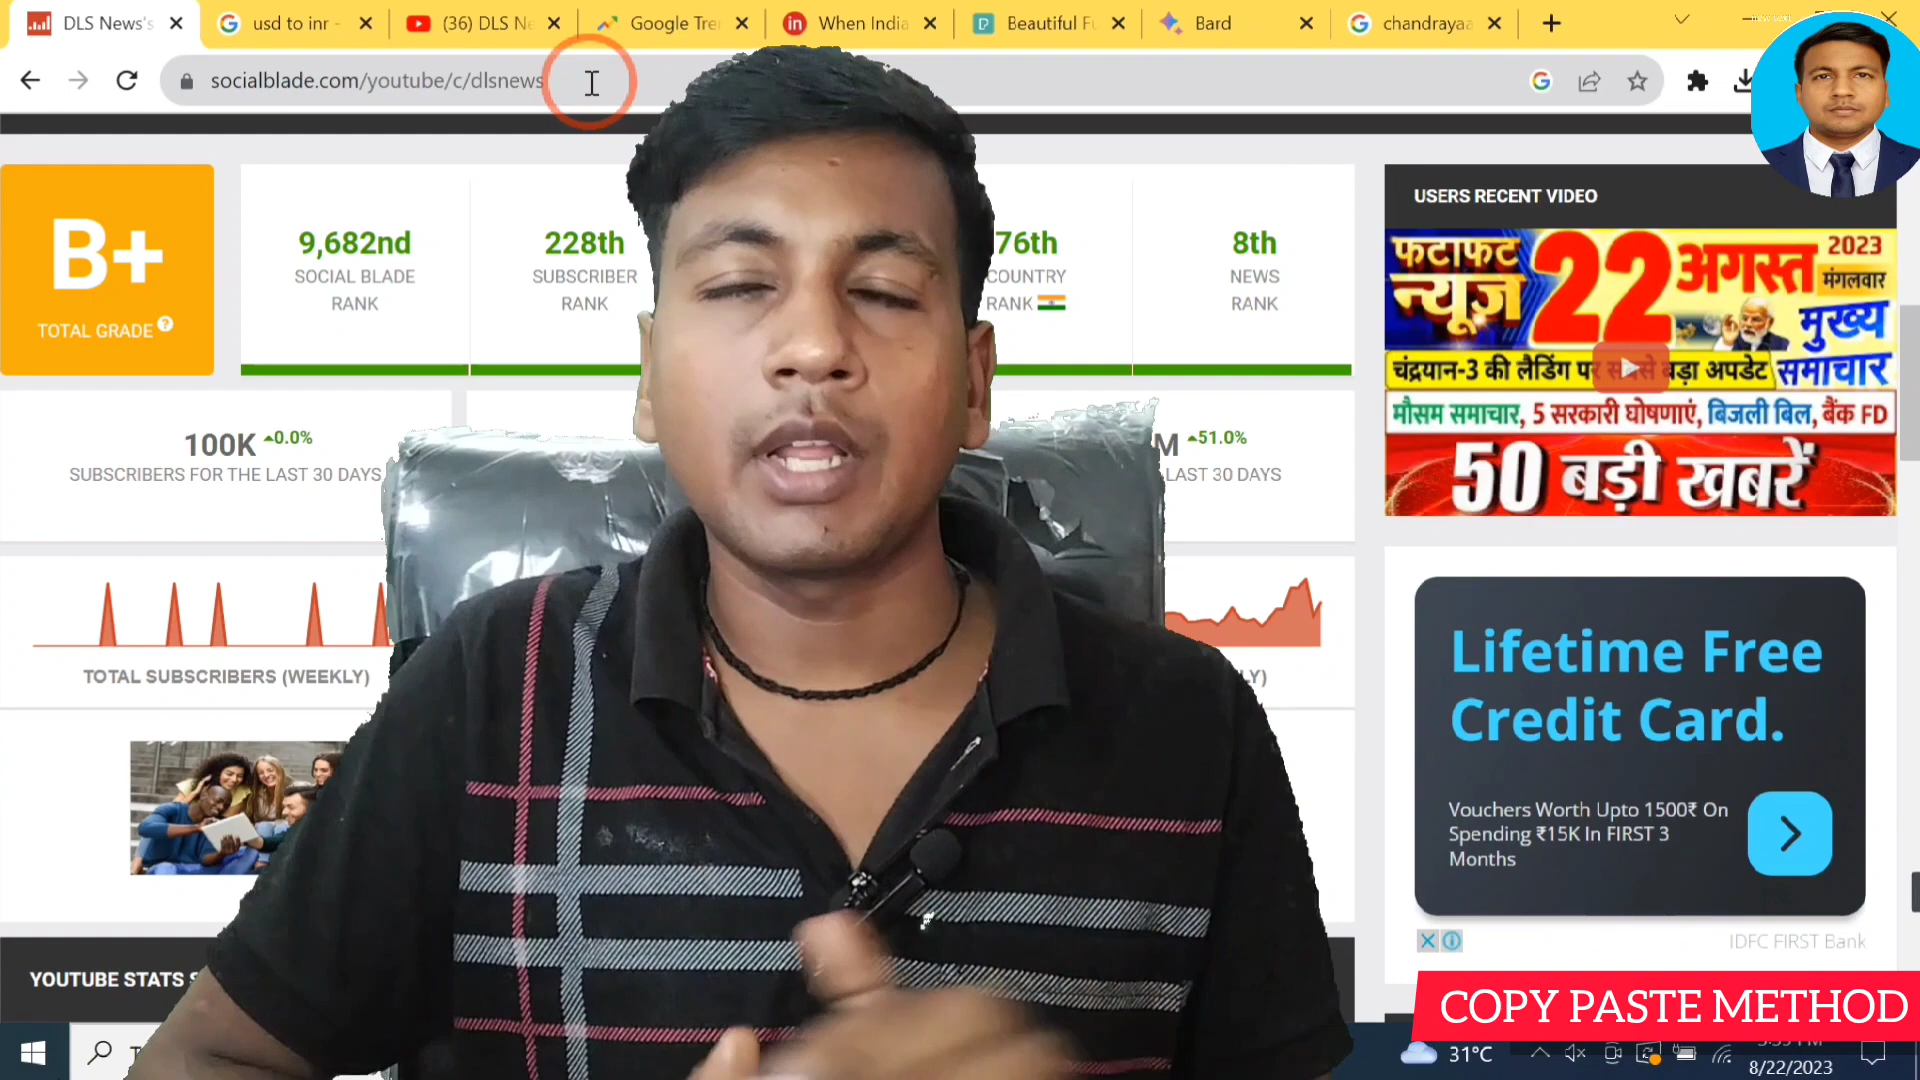 DLS News's
usd to inr -
(36) DLS Ne
Google Tre
When India
Beautiful Fu
Bard
chandrayaa
socialblade.com/youtube/c/dlsnews
B+
TOTAL GRADE
9,682nd
SOCIAL BLADE
RANK
228th
SUBSCRIBER
RANK
76th
COUNTRY
RANK
8th
NEWS
RANK
USERS RECENT VIDEO
फटाफट
न्यूज़
22
अगस्त
2023
मंगलवार
मुख्य
समाचार
चंद्रयान-3 की लैडिंग पर सबसे बड़ा अपडेट
मौसम समाचार, 5 सरकारी घोषणाएं, बिजली बिल, बैंक FD
50 बड़ी खबरें
100K 0.0%
SUBSCRIBERS FOR THE LAST 30 DAYS
M 51.0%
LAST 30 DAYS
TOTAL SUBSCRIBERS (WEEKLY)
LY)
Lifetime Free
Credit Card.
Vouchers Worth Upto 1500₹ On
Spending ₹15K In FIRST 3
Months
IDFC FIRST Bank
YOUTUBE STATS S
COPY PASTE METHOD
31°C
8/22/2023